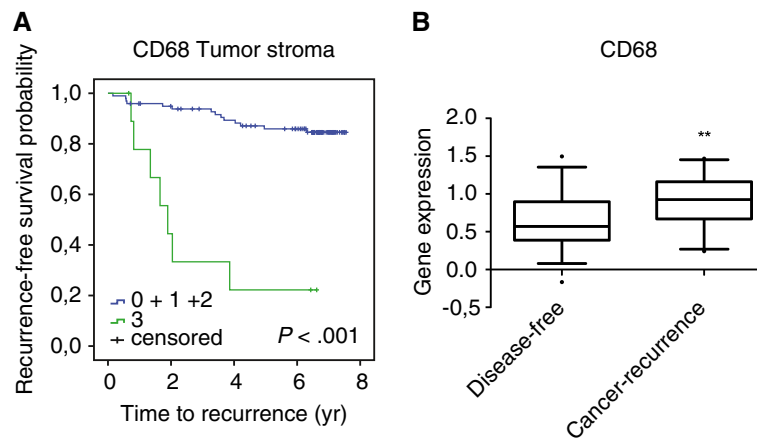 A
CD68 Tumor stroma
Recurrence-free survival probability
1,0
0,8
0,6
0,4
0,2
0,0
0 + 1 +2
3
censored
P < .001
0 2 4 6 8
Time to recurrence (yr)
B
CD68
Gene expression
2.0
1.5
1.0
0.5
0.0
-0,5
**
Disease-free
Cancer-recurrence